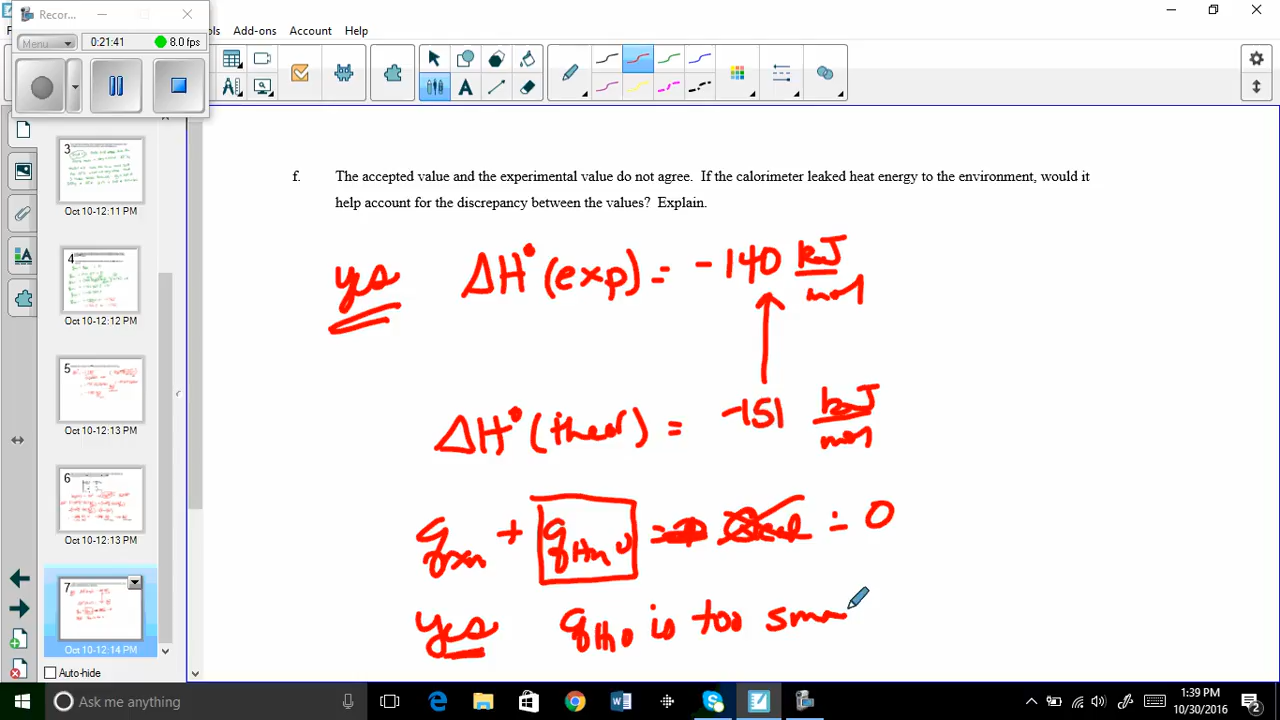 Recor...
Menu
0:21:41
8.0 fps
Add-ons Account Help
3
Oct 10-12:11 PM
4
Oct 10-12:12 PM
5
Oct 10-12:13 PM
6
Oct 10-12:13 PM
7
Oct 10-12:14 PM
Auto-hide
f. The accepted value and the experimental value do not agree. If the calorimeter leaked heat energy to the environment, would it
help account for the discrepancy between the values? Explain.
yes ΔH°(exp) = -140 kJ/mol
ΔH°(theor) = -151 kJ/mol
q rxn + = 0
yes is too sma
Ask me anything
1:39 PM
10/30/2016
2